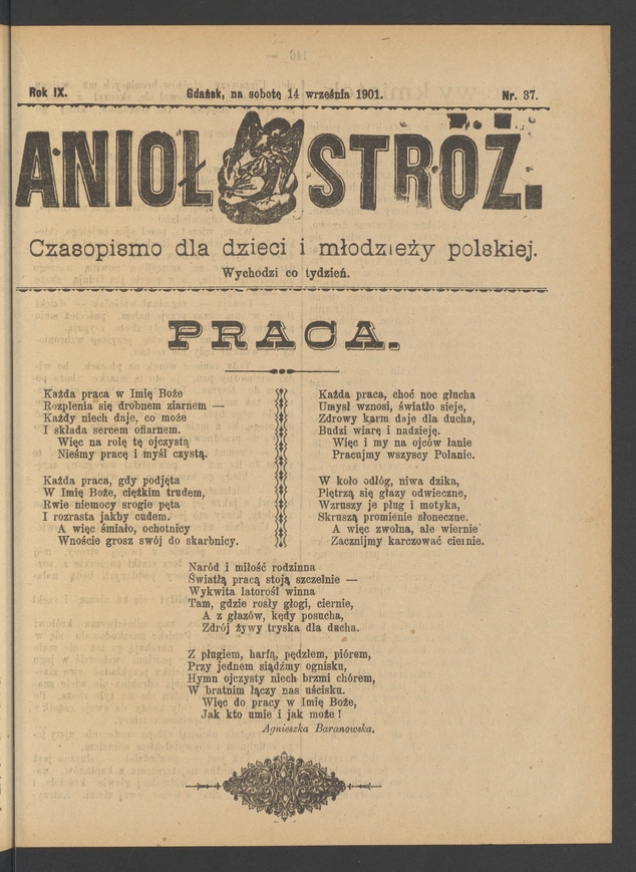 Rok IX.
Gdańsk, na sobotę 14 września 1901.
Nr. 37.
ANIOŁ STRÓŻ.
Czasopismo dla dzieci i młodzieży polskiej.
Wychodzi co tydzień.
PRACA.
Każda praca w Imię Boże
Rozplenia się drobnem ziarnem —
Każdy niech daje, co może
I składa sercem ofiarnem.
Więc na rolę tę ojczystą
Nieśmy pracę i myśl czystą.
Każda praca, gdy podjęta
W Imię Boże, ciężkim trudem,
Rwie niemocy srogie pęta
I rozrasta jakby cudem.
A więc śmiało, ochotnicy
Wnoście grosz swój do skarbnicy.
Każda praca, choć noc głucha
Umysł wznosi, światło sieje,
Zdrowy karm daje dla ducha,
Budzi wiarę i nadzieję.
Więc i my na ojców łanie
Pracujmy wszyscy Polanie.
W koło odłóg, niwa dzika,
Piętrzą się głazy odwieczne,
Wzruszy je pług i motyka,
Skruszą promienie słoneczne.
A więc zwolna, ale wiernie
Zacznijmy karczować ciernie.
Naród i miłość rodzinna
Światłą pracą stoją szczelnie —
Wykwita latorośl winna
Tam, gdzie rosły głogi, ciernie,
A z głazów, kędy posucha,
Zdrój żywy tryska dla ducha.
Z pługiem, harfą, pędzlem, piórem,
Przy jednem siądźmy ognisku,
Hymn ojczysty niech brzmi chórem,
W bratnim łączy nas uścisku.
Więc do pracy w Imię Boże,
Jak kto umie i jak może !
Agnieszka Baranowska.